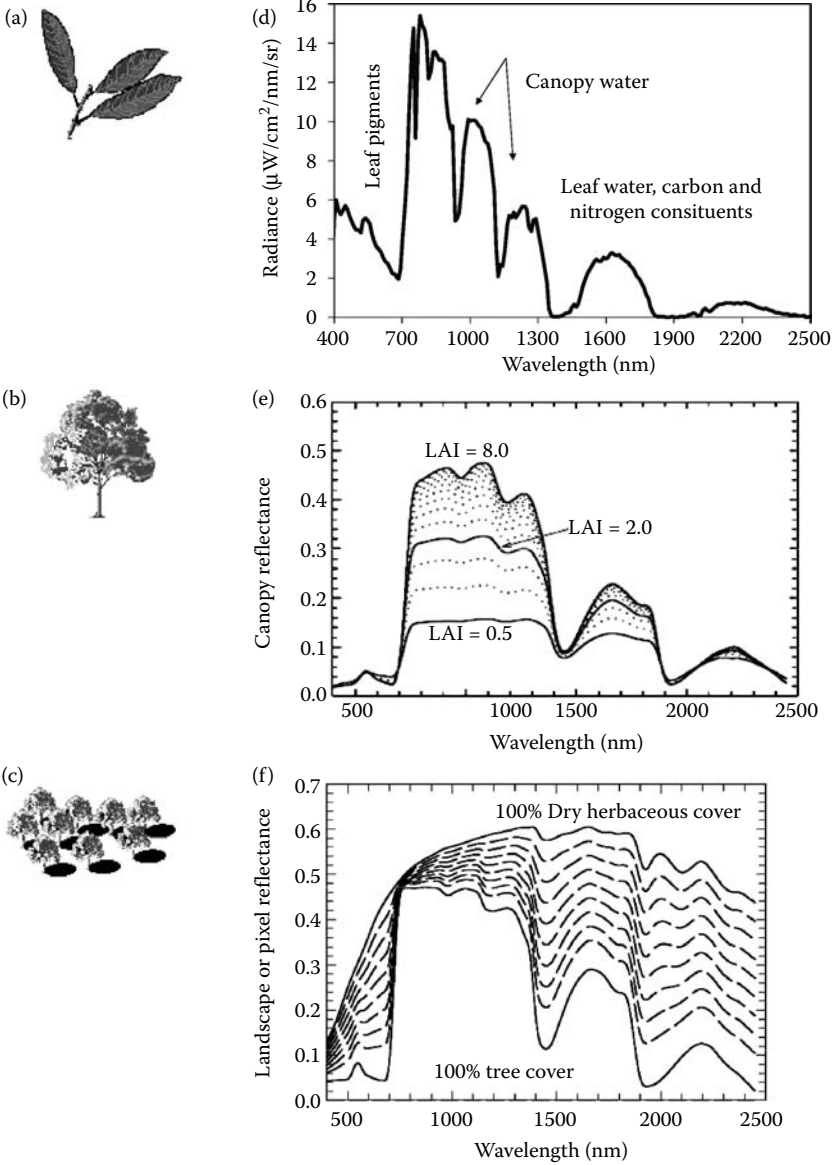 (a)
(d)
16
14
12
10
8
6
4
2
0
Radiance (μW/cm²/nm/sr)
Leaf pigments
Canopy water
Leaf water, carbon and
nitrogen consituents
400 700 1000 1300 1600 1900 2200 2500
Wavelength (nm)
(b)
(e)
0.6
0.5
0.4
0.3
0.2
0.1
0.0
Canopy reflectance
LAI = 8.0
LAI = 2.0
LAI = 0.5
500 1000 1500 2000 2500
Wavelength (nm)
(c)
(f)
0.7
0.6
0.5
0.4
0.3
0.2
0.1
0.0
Landscape or pixel reflectance
100% Dry herbaceous cover
100% tree cover
500 1000 1500 2000 2500
Wavelength (nm)